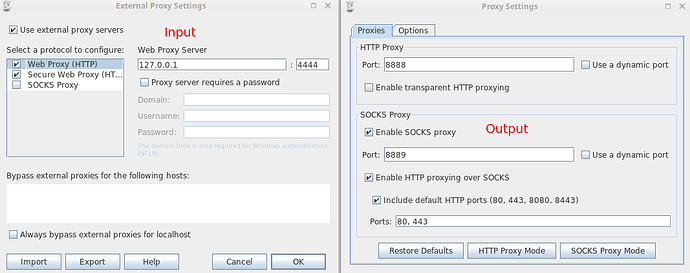 External Proxy Settings
Use external proxy servers
Input
Select a protocol to configure:
Web Proxy (HTTP)
Secure Web Proxy (HT...
SOCKS Proxy
Web Proxy Server
127.0.0.1 : 4444
Proxy server requires a password
Domain:
Username:
Password:
The domain field is only required for Windows authentication
(NTLM).
Bypass external proxies for the following hosts:
Always bypass external proxies for localhost
Import Export Help Cancel OK
Proxy Settings
Proxies Options
HTTP Proxy
Port: 8888 Use a dynamic port
Enable transparent HTTP proxying
SOCKS Proxy
Enable SOCKS proxy
Output
Port: 8889 Use a dynamic port
Enable HTTP proxying over SOCKS
Include default HTTP ports (80, 443, 8080, 8443)
Ports: 80, 443
Restore Defaults HTTP Proxy Mode SOCKS Proxy Mode